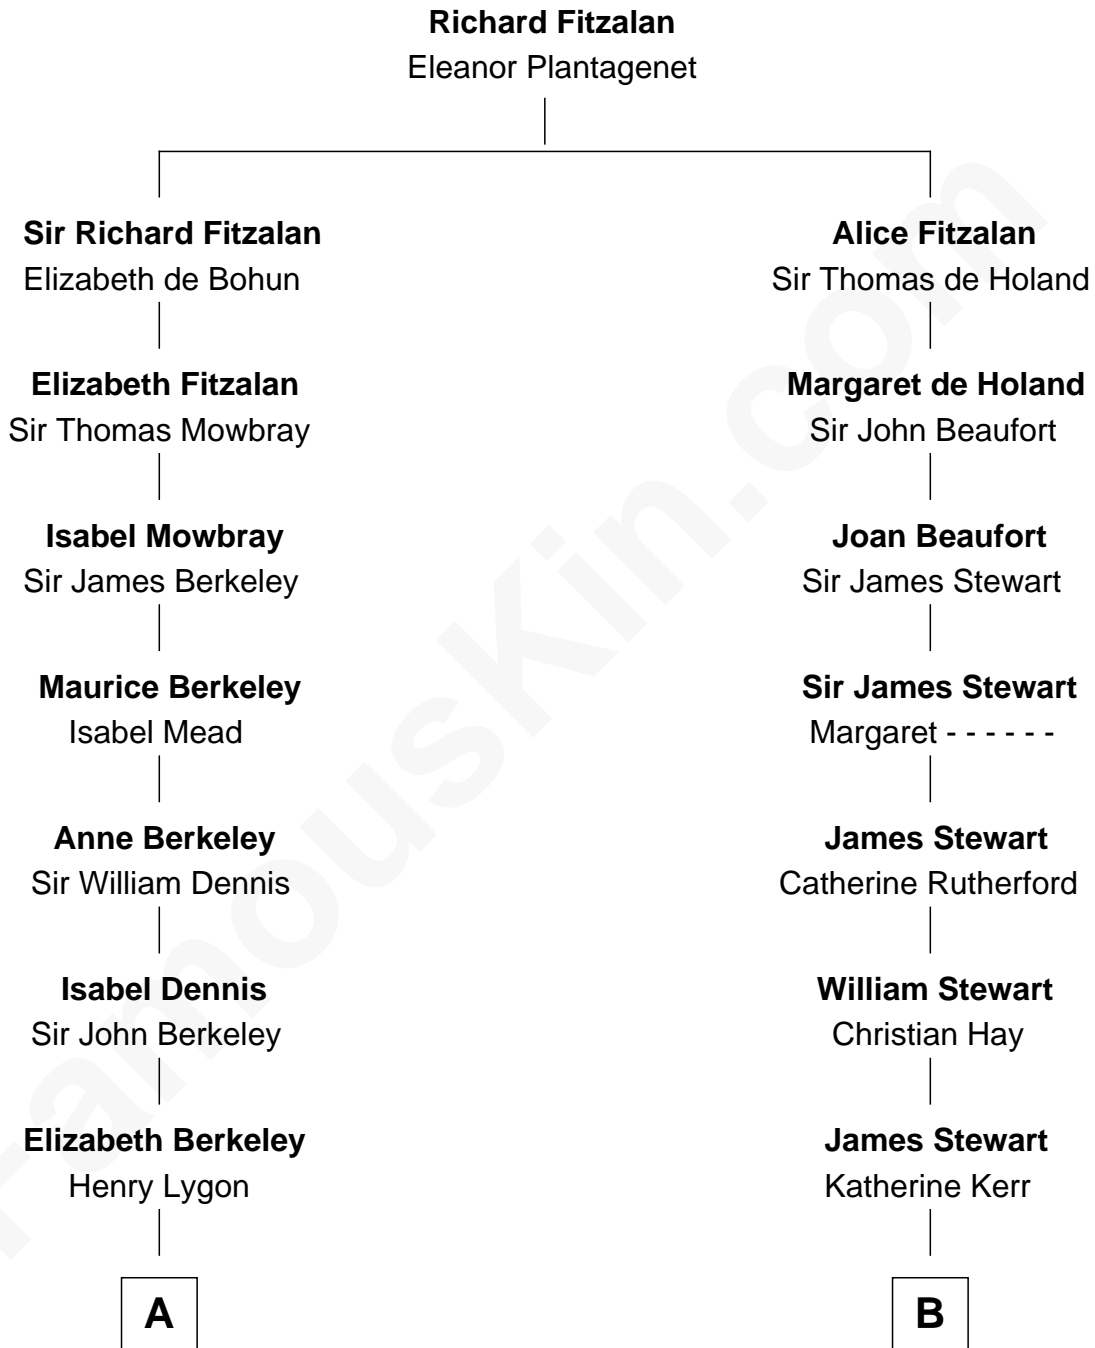 Richard Fitzalan
Eleanor Plantagenet
Sir Richard Fitzalan
Elizabeth de Bohun
Elizabeth Fitzalan
Sir Thomas Mowbray
Isabel Mowbray
Sir James Berkeley
Maurice Berkeley
Isabel Mead
Anne Berkeley
Sir William Dennis
Isabel Dennis
Sir John Berkeley
Elizabeth Berkeley
Henry Lygon
A
Alice Fitzalan
Sir Thomas de Holand
Margaret de Holand
Sir John Beaufort
Joan Beaufort
Sir James Stewart
Sir James Stewart
Margaret - - - - - -
James Stewart
Catherine Rutherford
William Stewart
Christian Hay
James Stewart
Katherine Kerr
B
FamousKin.com